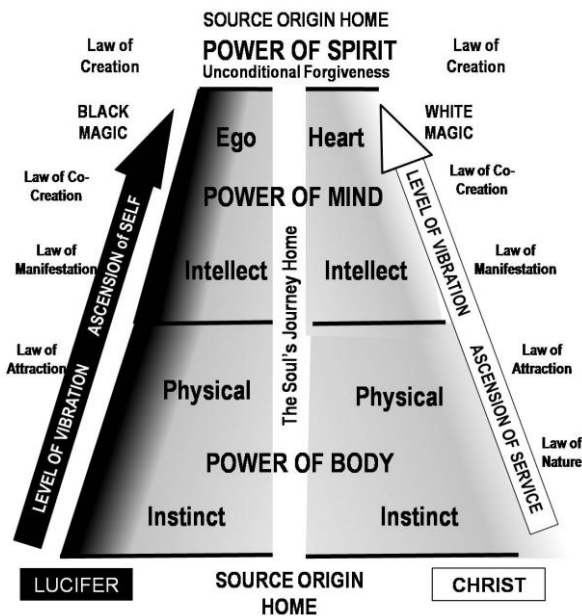 SOURCE ORIGIN HOME
POWER OF SPIRIT
Unconditional Forgiveness
Law of
Creation
Law of
Creation
BLACK
MAGIC
WHITE
MAGIC
Ego
Heart
Law of Co-
Creation
Law of Co-
Creation
POWER OF MIND
Law of
Manifestation
Law of
Manifestation
Intellect
Intellect
LEVEL OF VIBRATION ASCENSION of SELF
The Soul's Journey Home
LEVEL OF VIBRATION ASCENSION OF SERVICE
Law of
Attraction
Law of
Attraction
Physical
Physical
POWER OF BODY
Law of
Nature
Instinct
Instinct
LUCIFER
SOURCE ORIGIN
HOME
CHRIST